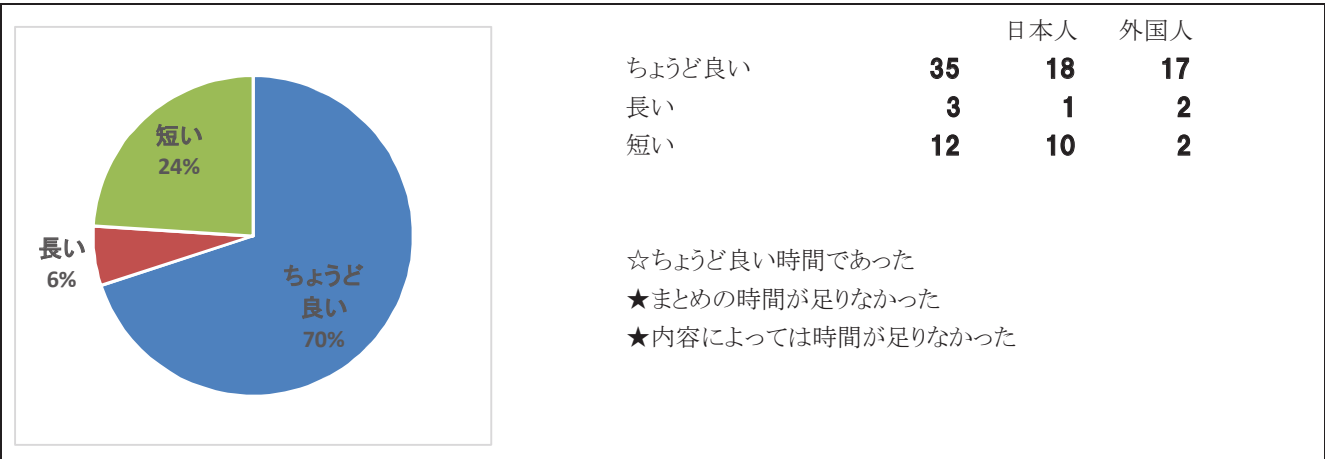 短い
24%
長い
6%
ちょうど
良い
70%
日本人 外国人
ちょうど良い 35 18 17
長い 3 1 2
短い 12 10 2
☆ちょうど良い時間であった
★まとめの時間が足りなかった
★内容によっては時間が足りなかった